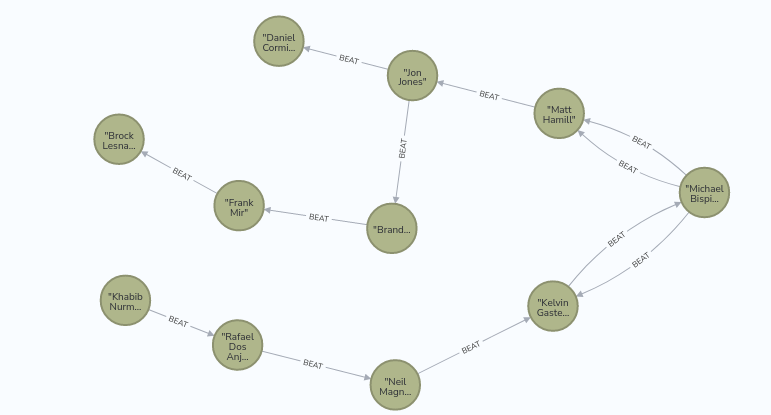 "Daniel
Cormi...
BEAT
"Jon
Jones"
BEAT
"Matt
Hamill"
BEAT
BEAT
"Michael
Bispi...
"Brock
Lesna...
BEAT
"Frank
Mir"
BEAT
"Brand...
BEAT
BEAT
BEAT
"Kelvin
Gaste...
"Khabib
Nurm...
BEAT
"Rafael
Dos
Anj...
BEAT
"Neil
Magn...
BEAT